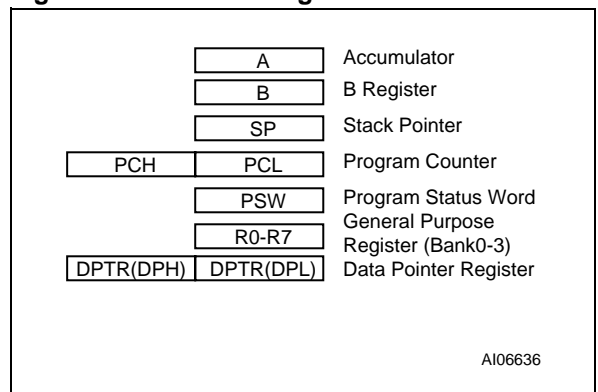 A Accumulator
B B Register
SP Stack Pointer
PCH PCL Program Counter
PSW Program Status Word
R0-R7 General Purpose
Register (Bank0-3)
DPTR(DPH) DPTR(DPL) Data Pointer Register
AI06636